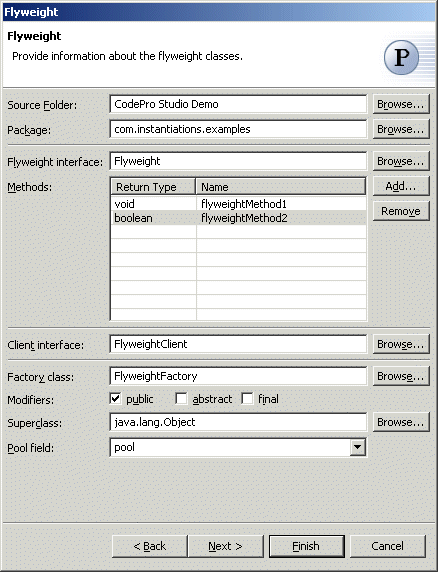 Flyweight
Flyweight
Provide information about the flyweight classes.
P
Source Folder: CodePro Studio Demo Browse...
Package: com.instantiations.examples Browse...
Flyweight interface: Flyweight Browse...
Methods: Return Type Name Add...
void flyweightMethod1 Remove
boolean flyweightMethod2
Client interface: FlyweightClient Browse...
Factory class: FlyweightFactory Browse...
Modifiers: public abstract final
Superclass: java.lang.Object Browse...
Pool field: pool
< Back Next > Finish Cancel